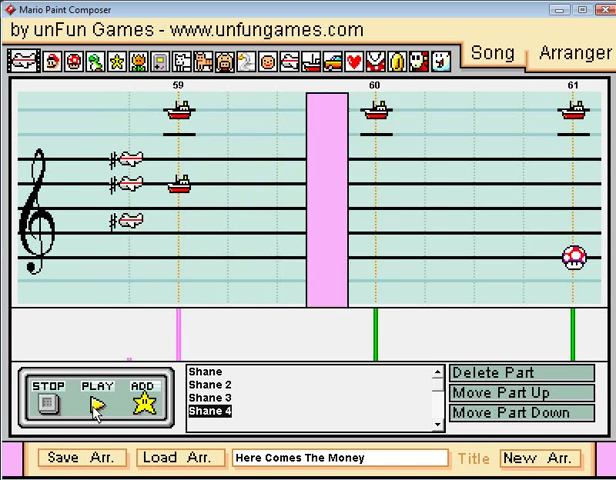 Mario Paint Composer
by unFun Games - www.unfungames.com
Song
Arranger
59
60
61
STOP
PLAY
ADD
Shane
Shane 2
Shane 3
Shane 4
Delete Part
Move Part Up
Move Part Down
Save Arr.
Load Arr.
Here Comes The Money
Title
New Arr.